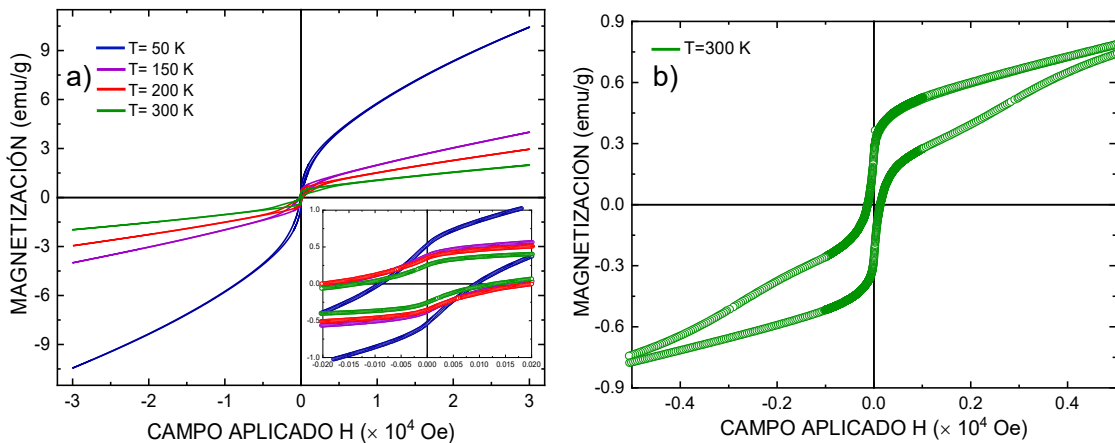 a)
T= 50 K
T= 150 K
T= 200 K
T= 300 K
MAGNETIZACIÓN (emu/g)
9
6
3
0
-3
-6
-9
-3 -2 -1 0 1 2 3
CAMPO APLICADO H (× 10⁴ Oe)
1.0
0.5
0.0
-0.5
-1.0
-0.020 -0.015 -0.010 -0.005 0.000 0.005 0.010 0.015 0.020
b)
T=300 K
MAGNETIZACIÓN (emu/g)
0.9
0.6
0.3
0.0
-0.3
-0.6
-0.9
-0.4 -0.2 0.0 0.2 0.4
CAMPO APLICADO H (× 10⁴ Oe)